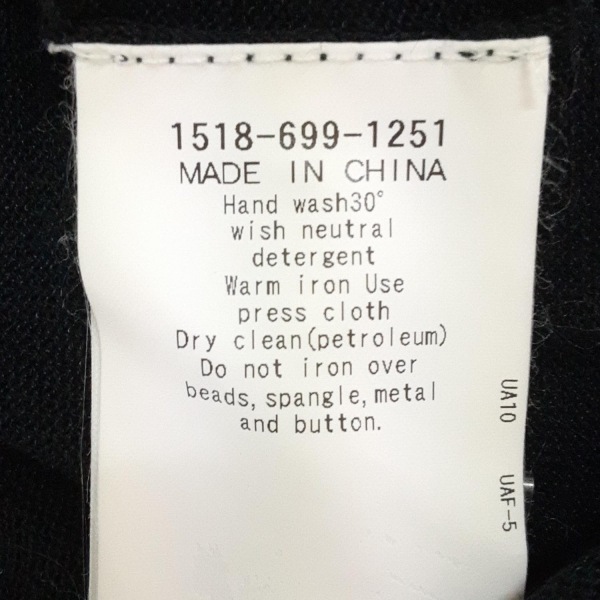 1518-699-1251
MADE IN CHINA
Hand wash30°
wish neutral
detergent
Warm iron Use
press cloth
Dry clean(petroleum)
Do not iron over
beads, spangle, metal
and button.
UA10 UAF-5